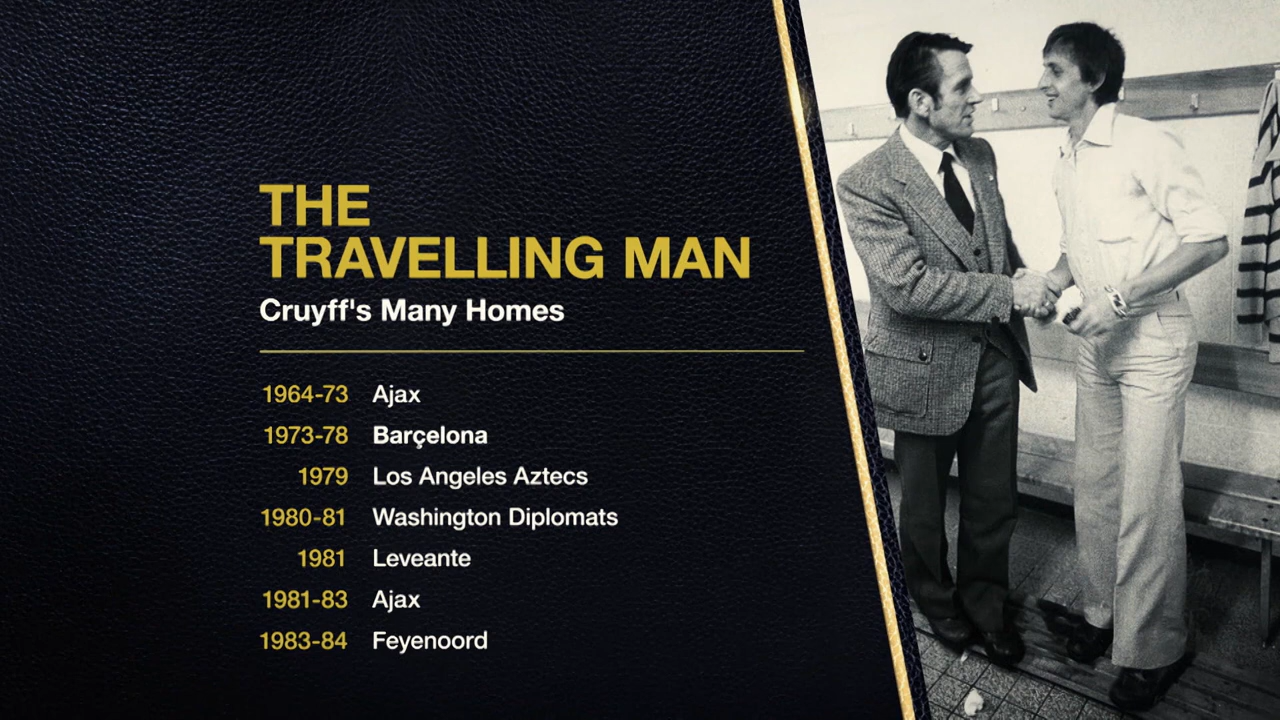 THE
TRAVELLING MAN
Cruyff's Many Homes
1964-73 Ajax
1973-78 Barçelona
1979 Los Angeles Aztecs
1980-81 Washington Diplomats
1981 Leveante
1981-83 Ajax
1983-84 Feyenoord